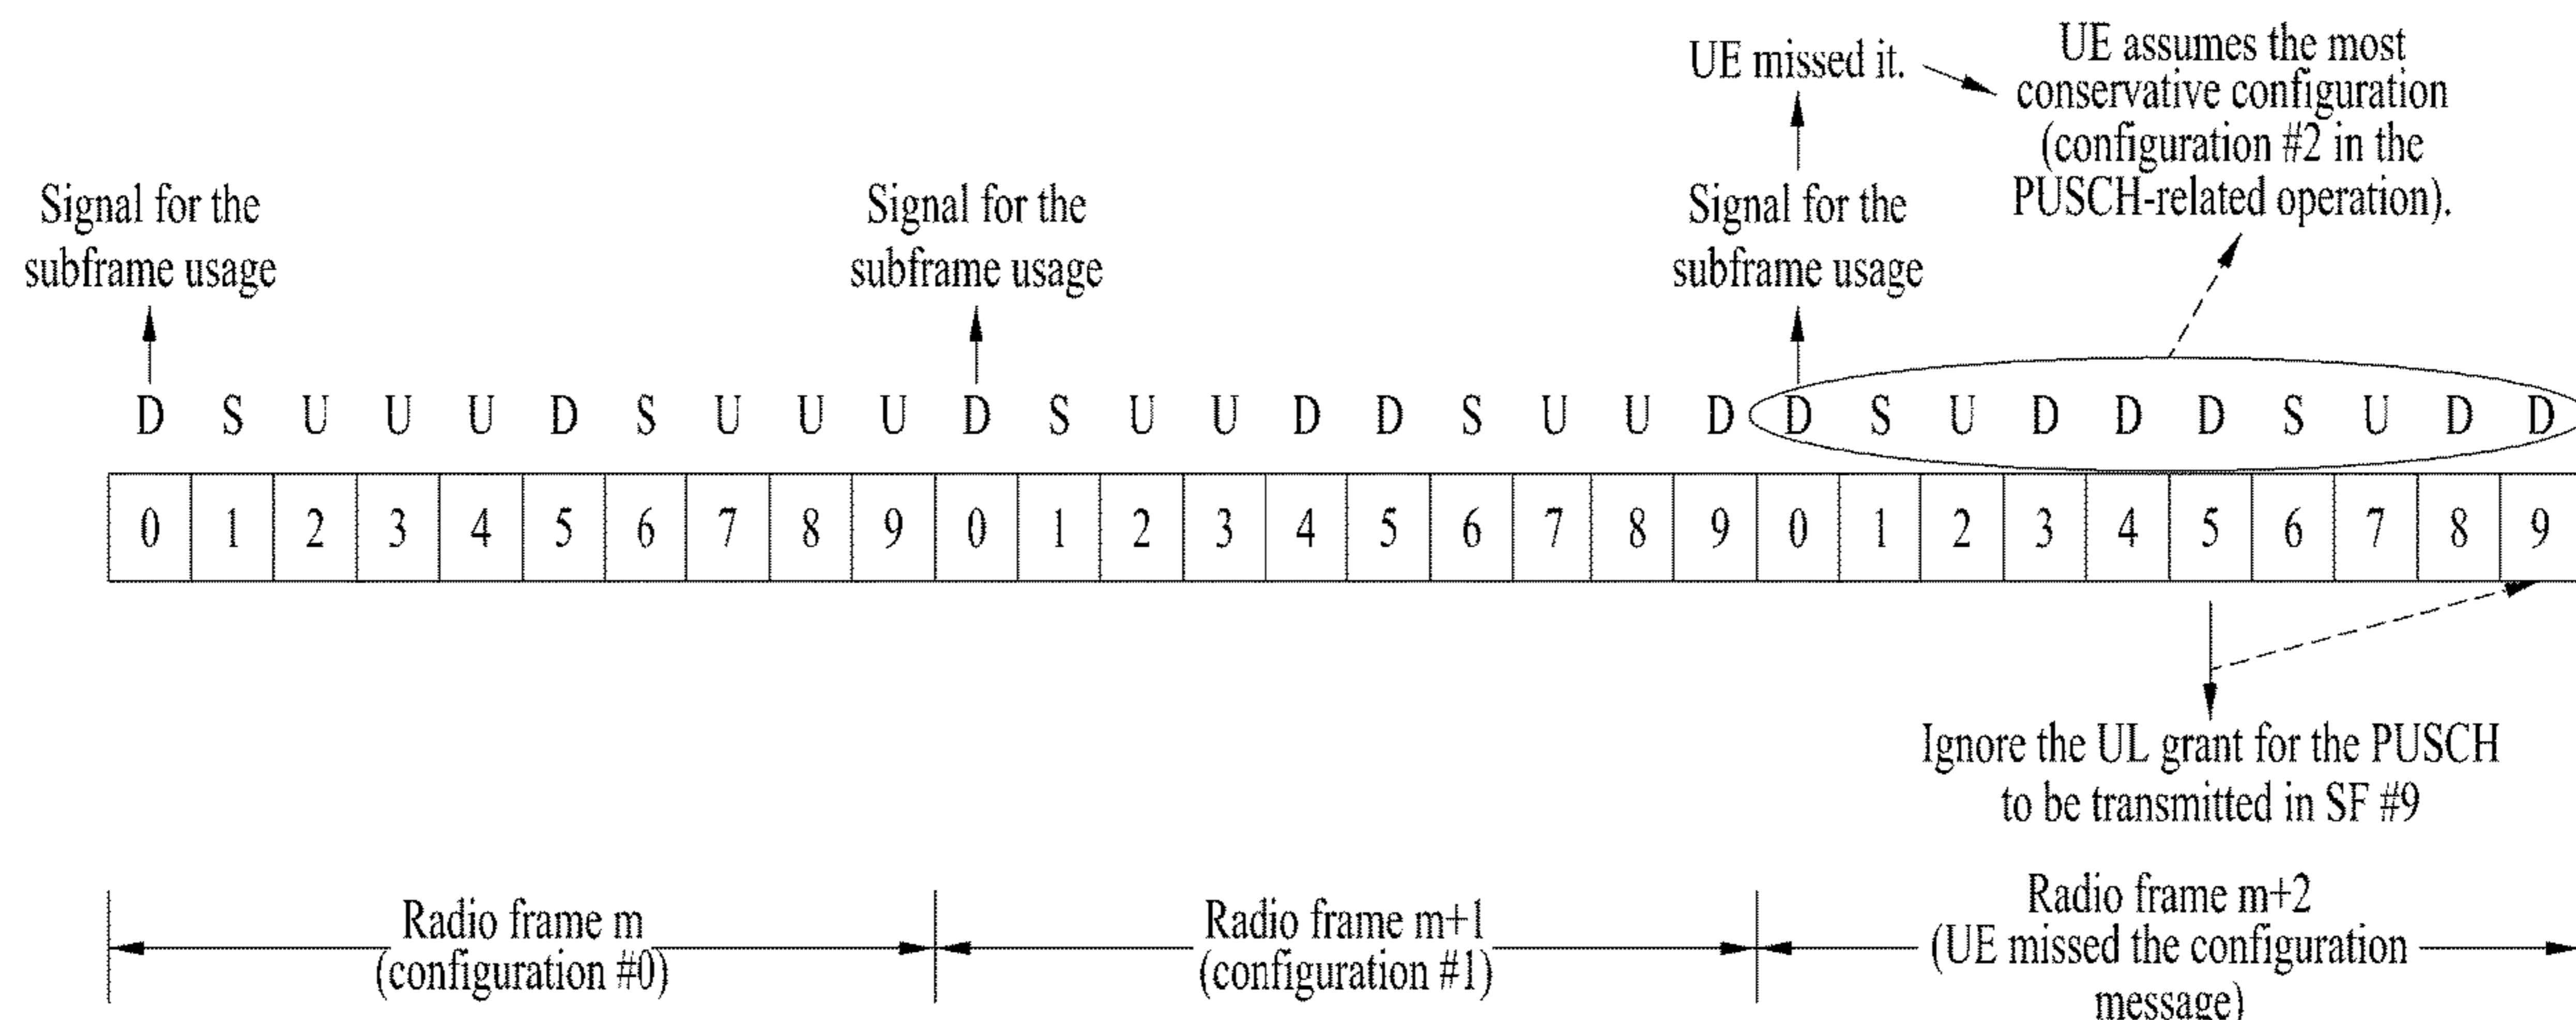 UE missed it.
UE assumes the most
conservative configuration
(configuration #2 in the
PUSCH-related operation).
Signal for the
subframe usage
Signal for the
subframe usage
Signal for the
subframe usage
D S U U U D S U U U D S U U D D S U U D D S U D D D S U D D
0 1 2 3 4 5 6 7 8 9 0 1 2 3 4 5 6 7 8 9 0 1 2 3 4 5 6 7 8 9
Ignore the UL grant for the PUSCH
to be transmitted in SF #9
Radio frame m
(configuration #0)
Radio frame m+1
(configuration #1)
Radio frame m+2
(UE missed the configuration
message)